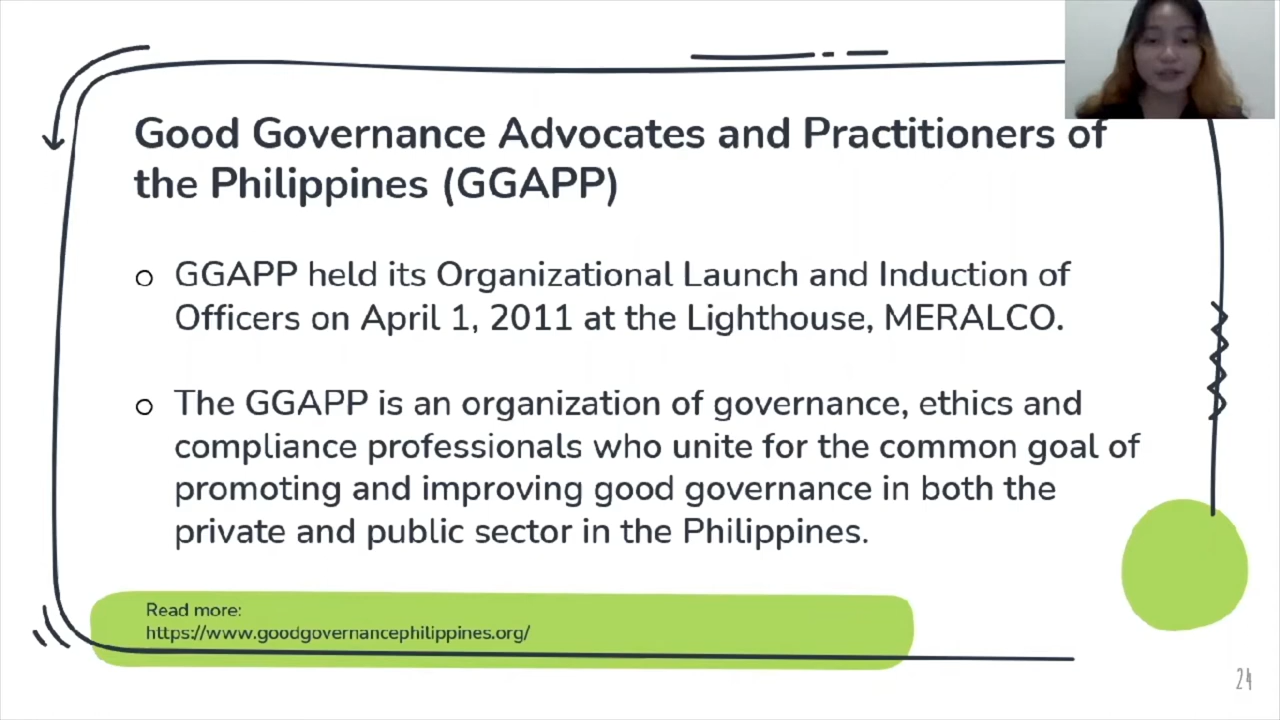 Good Governance Advocates and Practitioners of
the Philippines (GGAPP)
GGAPP held its Organizational Launch and Induction of
Officers on April 1, 2011 at the Lighthouse, MERALCO.
The GGAPP is an organization of governance, ethics and
compliance professionals who unite for the common goal of
promoting and improving good governance in both the
private and public sector in the Philippines.
Read more:
https://www.goodgovernancephilippines.org/
24